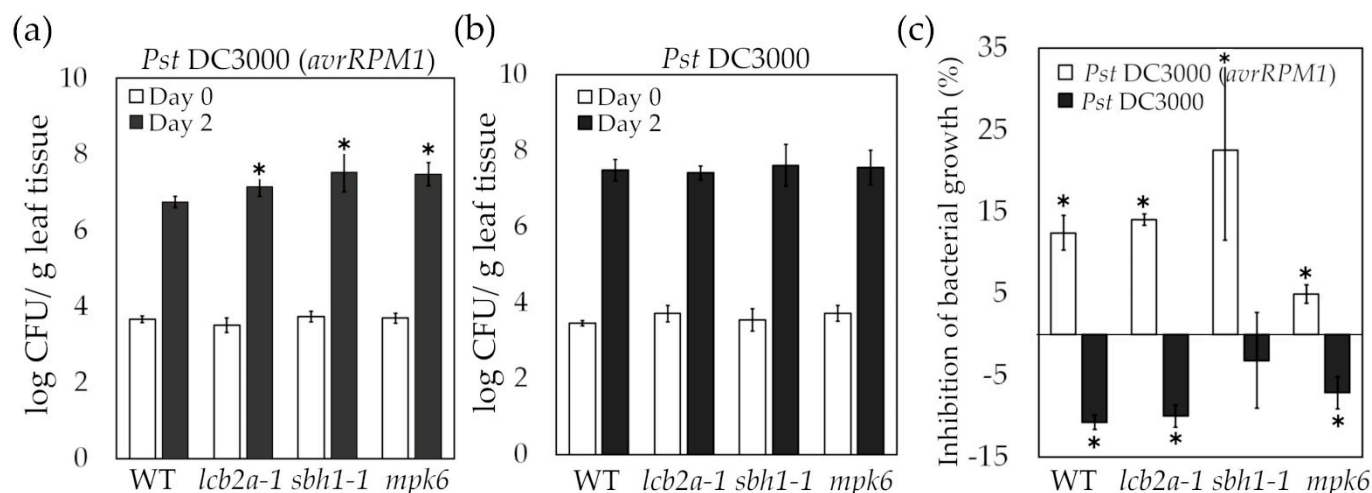 (a)
Pst DC3000 (avrRPM1)
log CFU/ g leaf tissue
10
8
6
4
2
0
Day 0
Day 2
*
*
*
WT lcb2a-1 sbh1-1 mpk6
(b)
Pst DC3000
log CFU/ g leaf tissue
10
8
6
4
2
0
Day 0
Day 2
WT lcb2a-1 sbh1-1 mpk6
(c)
Inhibition of bacterial growth (%)
35
25
15
5
-5
-15
Pst DC3000 (avrRPM1)
Pst DC3000
*
*
*
*
*
*
*
WT lcb2a-1 sbh1-1 mpk6